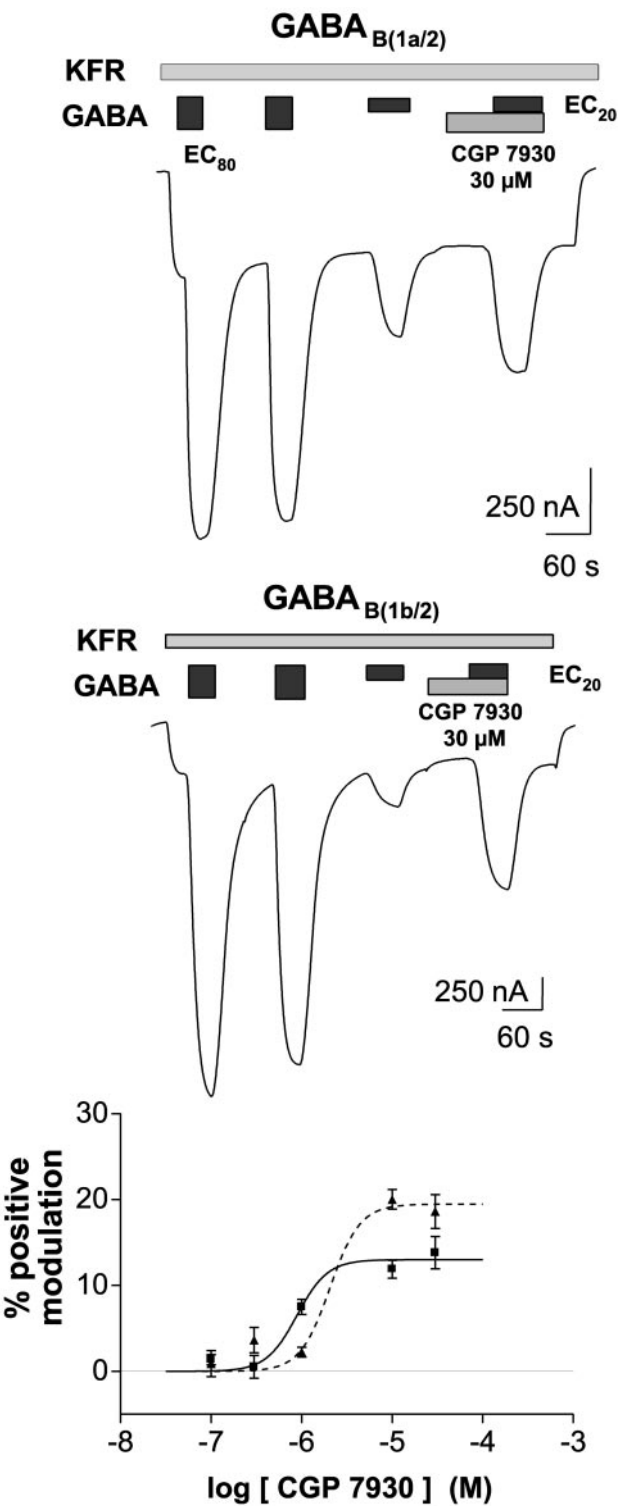 GABA B(1a/2)
KFR
GABA
EC20
EC80
CGP 7930
30 µM
250 nA
60 s
GABA B(1b/2)
KFR
GABA
EC20
CGP 7930
30 µM
250 nA
60 s
30
20
10
0
% positive
modulation
-8 -7 -6 -5 -4 -3
log [ CGP 7930 ] (M)